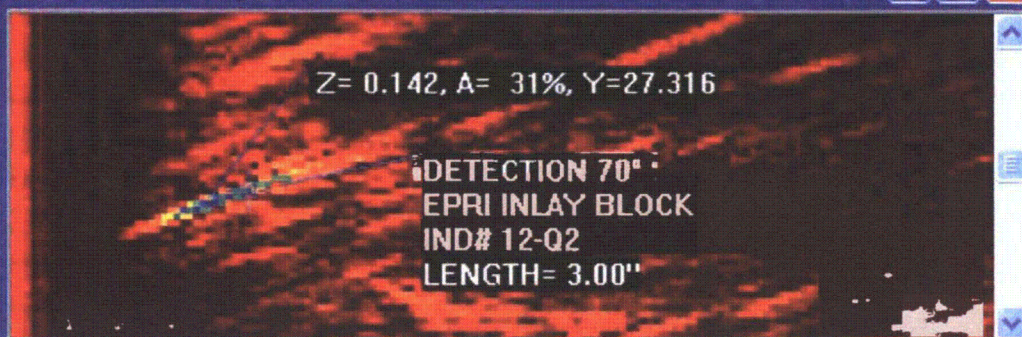 Z= 0.142, A= 31%, Y=27.316
DETECTION 70°
EPRI INLAY BLOCK
IND# 12-Q2
LENGTH= 3.00"